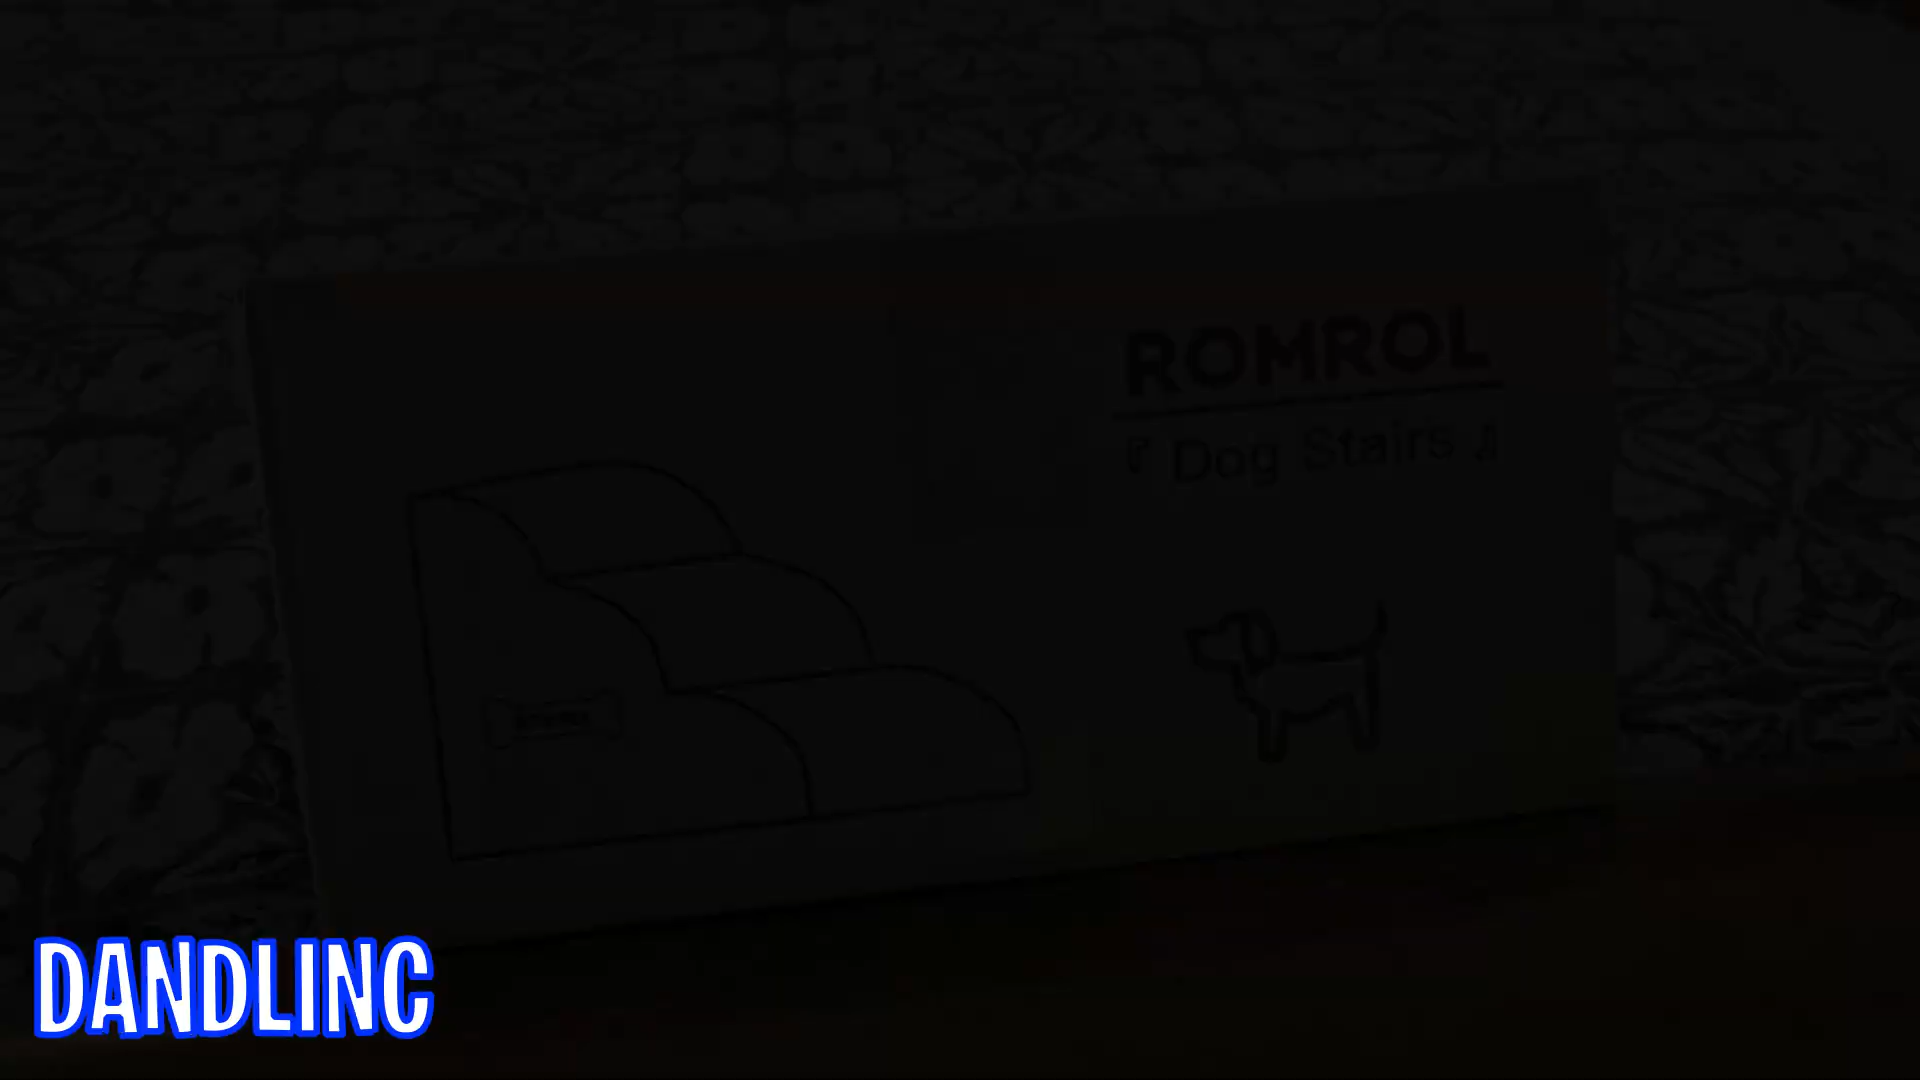 ROMROL
『 Dog Stairs 』
DANDLINC